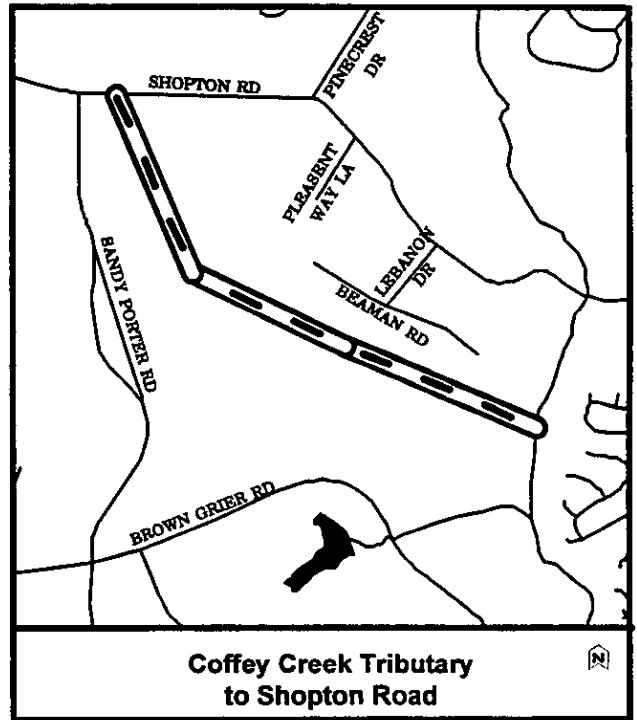 SHOPTON RD
PINECREST
DR
PLEASENT
WAY LA
LEBANON
DR
BEAMAN RD
SANDY PORTER RD
BROWN GRIER RD
Coffey Creek Tributary
to Shopton Road
N